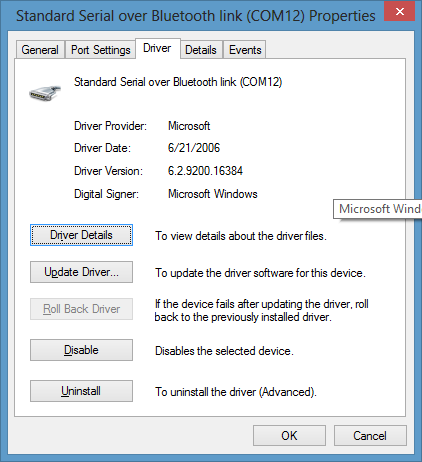 Standard Serial over Bluetooth link (COM12) Properties
General Port Settings Driver Details Events
Standard Serial over Bluetooth link (COM12)
Driver Provider: Microsoft
Driver Date: 6/21/2006
Driver Version: 6.2.9200.16384
Digital Signer: Microsoft Windows
Microsoft Wind
Driver Details To view details about the driver files.
Update Driver... To update the driver software for this device.
Roll Back Driver If the device fails after updating the driver, roll
back to the previously installed driver.
Disable Disables the selected device.
Uninstall To uninstall the driver (Advanced).
OK Cancel